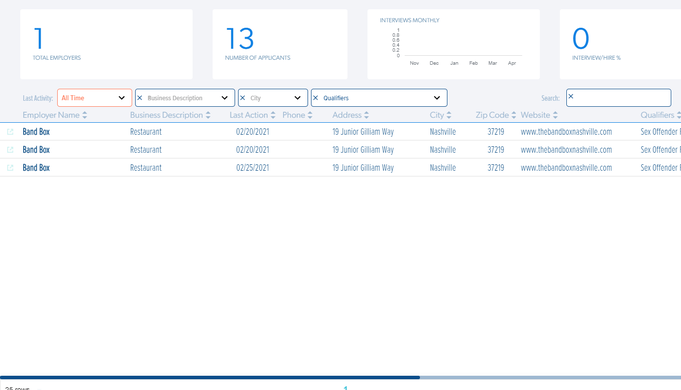 1
TOTAL EMPLOYERS
13
NUMBER OF APPLICANTS
INTERVIEWS MONTHLY
1
0.8
0.6
0.4
0.2
0
Nov Dec Jan Feb Mar Apr
0
INTERVIEW/HIRE %
Last Activity: All Time × Business Description × City × Qualifiers Search: ×
Employer Name Business Description Last Action Phone Address City Zip Code Website Qualifiers
Band Box Restaurant 02/20/2021 19 Junior Gilliam Way Nashville 37219 www.thebandboxnashville.com Sex Offender
Band Box Restaurant 02/20/2021 19 Junior Gilliam Way Nashville 37219 www.thebandboxnashville.com Sex Offender
Band Box Restaurant 02/25/2021 19 Junior Gilliam Way Nashville 37219 www.thebandboxnashville.com Sex Offender
25 rows 1